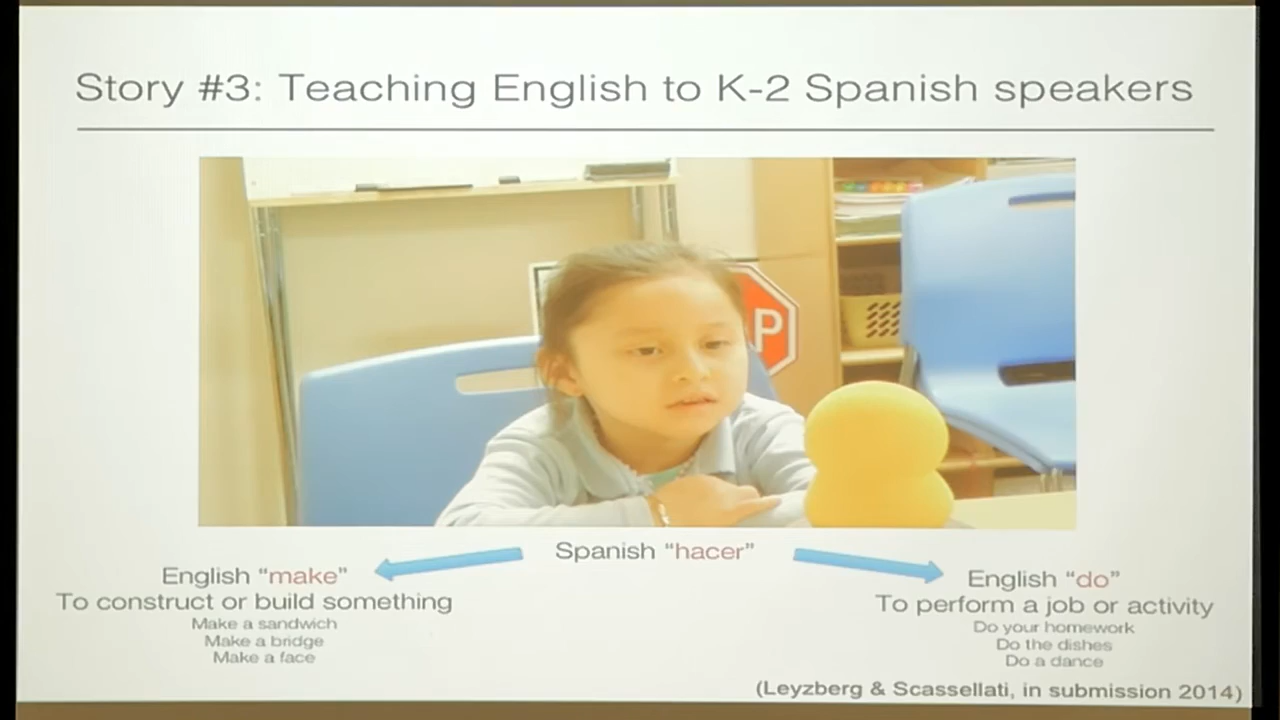 Story #3: Teaching English to K-2 Spanish speakers
P
Spanish “hacer”
English “make”
To construct or build something
Make a sandwich
Make a bridge
Make a face
English “do”
To perform a job or activity
Do your homework
Do the dishes
Do a dance
(Leyzberg & Scassellati, in submission 2014)